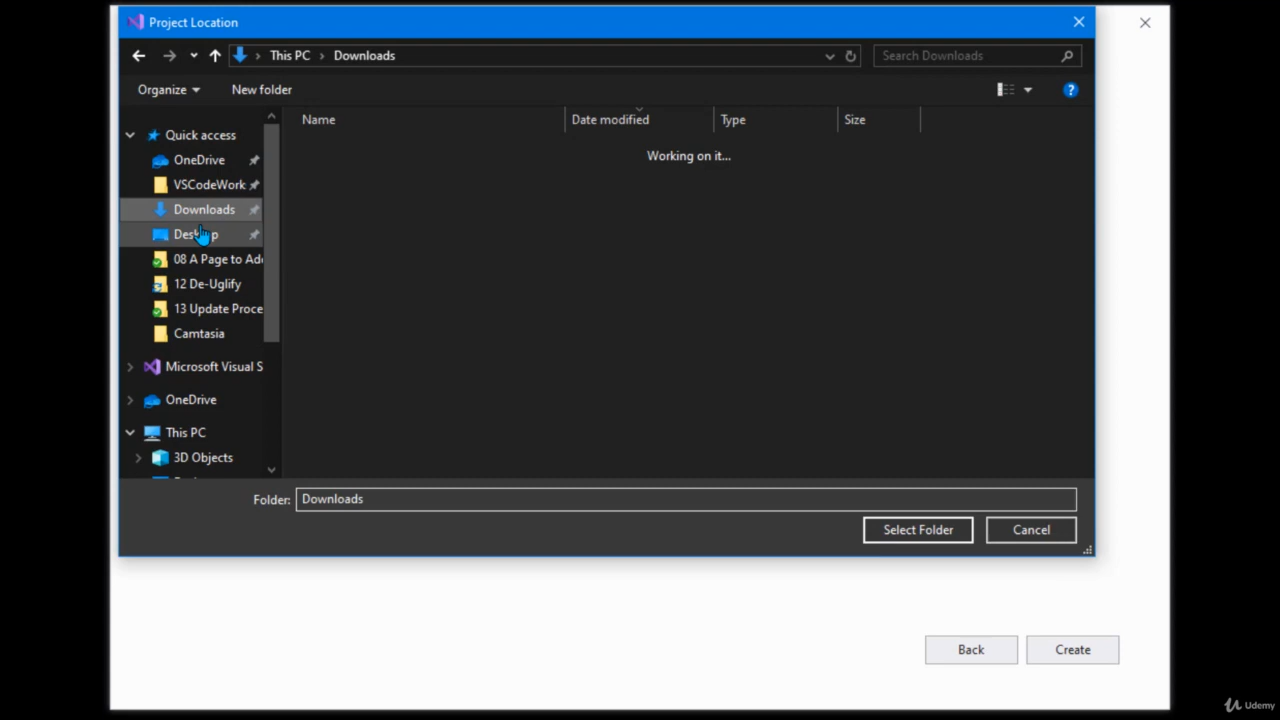 Project Location
This PC
Downloads
Search Downloads
Organize
New folder
?
Name
Date modified
Type
Size
Working on it...
Quick access
OneDrive
VSCodeWork
Downloads
08 A Page to Ad
12 De-Uglify
13 Update Proce
Camtasia
Microsoft Visual S
OneDrive
This PC
3D Objects
Folder:
Downloads
Select Folder
Cancel
Back
Create
Udemy